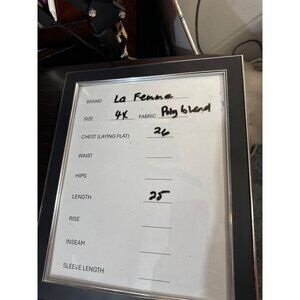 BRAND La Femme
SIZE 4X FABRIC Poly blend
CHEST (LAYING FLAT) 26
WAIST
HIPS
LENGTH 25
RISE
INSEAM
SLEEVE LENGTH